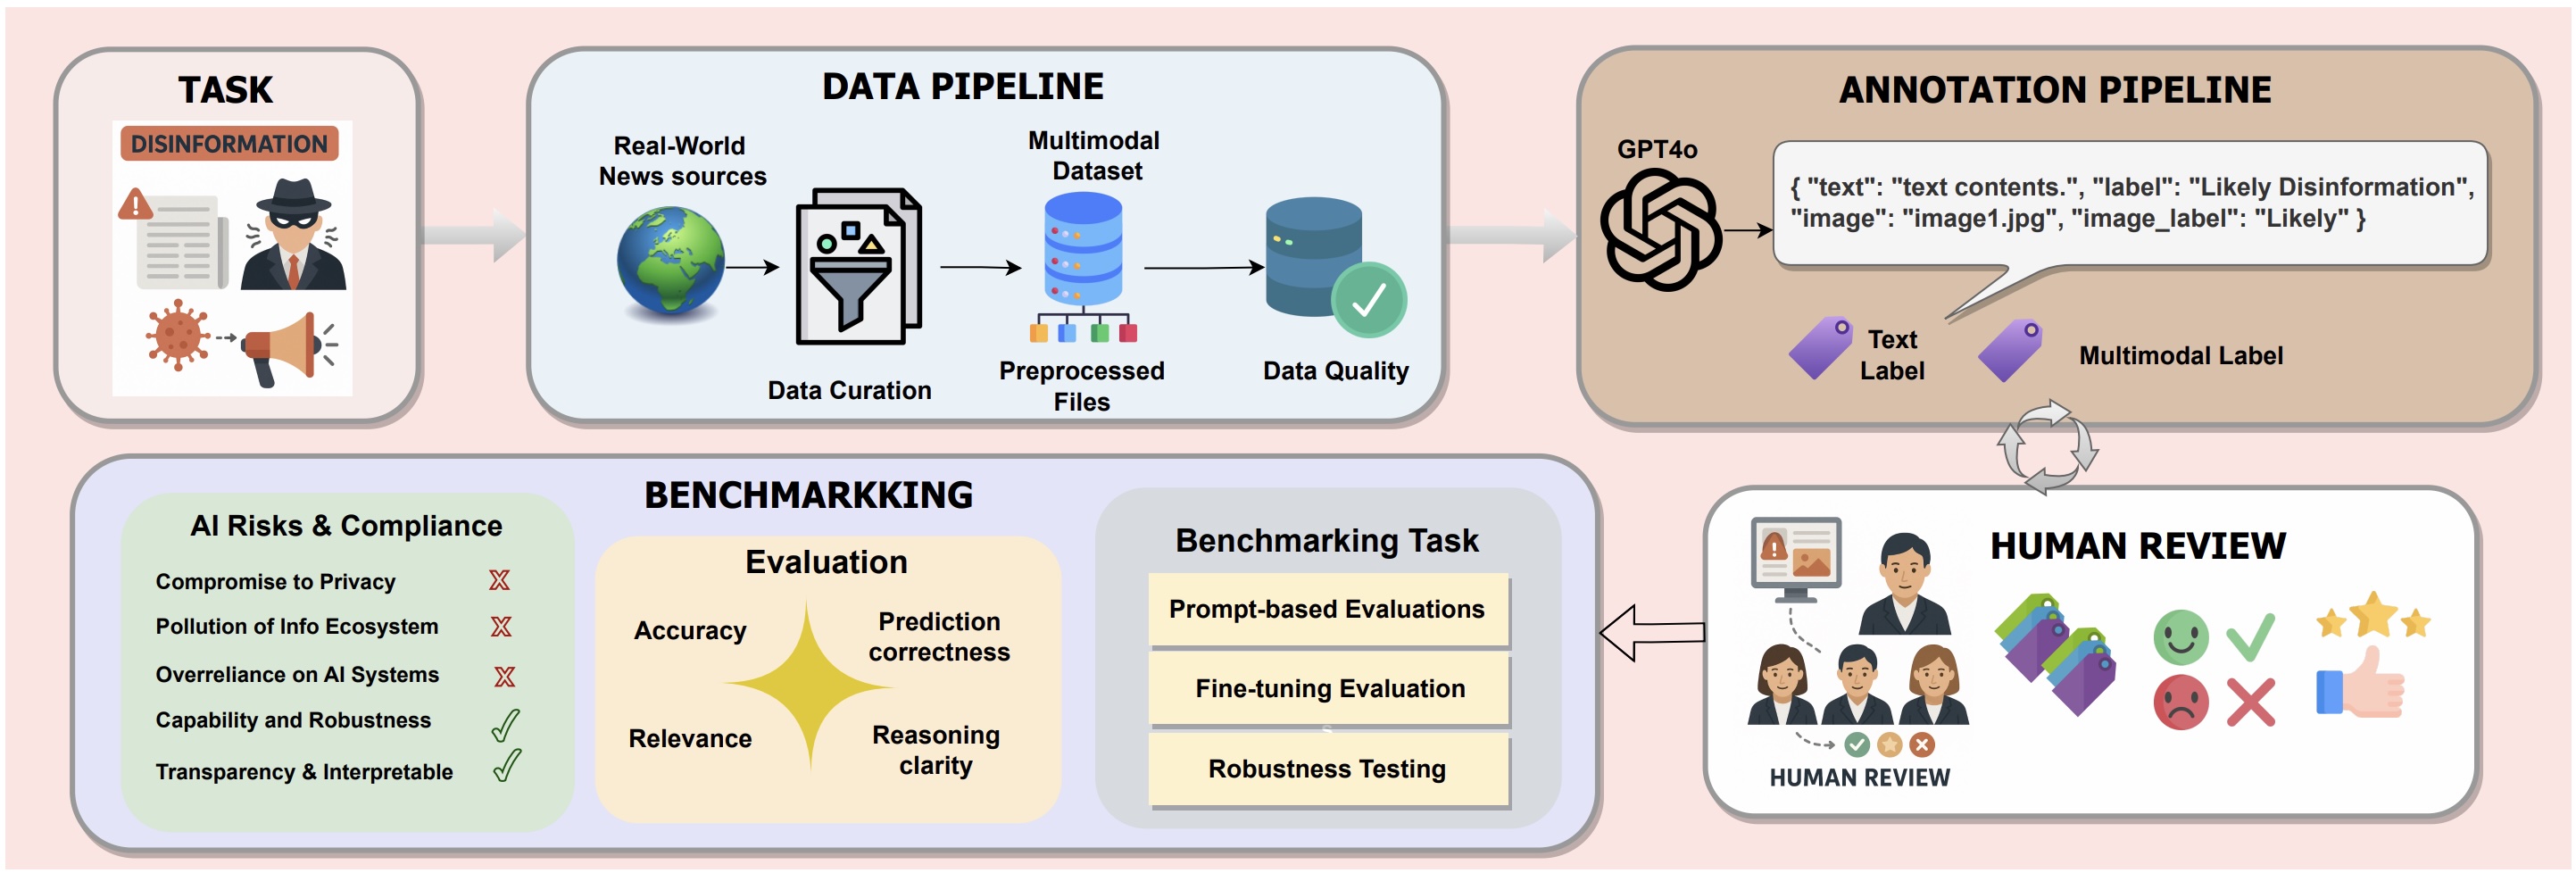 TASK
DISINFORMATION
DATA PIPELINE
Real-World
News sources
Data Curation
Multimodal
Dataset
Preprocessed
Files
Data Quality
ANNOTATION PIPELINE
GPT4o
{ "text": "text contents.", "label": "Likely Disinformation",
"image": "image1.jpg", "image_label": "Likely" }
Text
Label
Multimodal Label
BENCHMARKKING
AI Risks & Compliance
Compromise to Privacy X
Pollution of Info Ecosystem X
Overreliance on AI Systems X
Capability and Robustness
Transparency & Interpretable
Evaluation
Accuracy
Prediction
correctness
Relevance
Reasoning
clarity
Benchmarking Task
Prompt-based Evaluations
Fine-tuning Evaluation
s
Robustness Testing
HUMAN REVIEW
HUMAN REVIEW